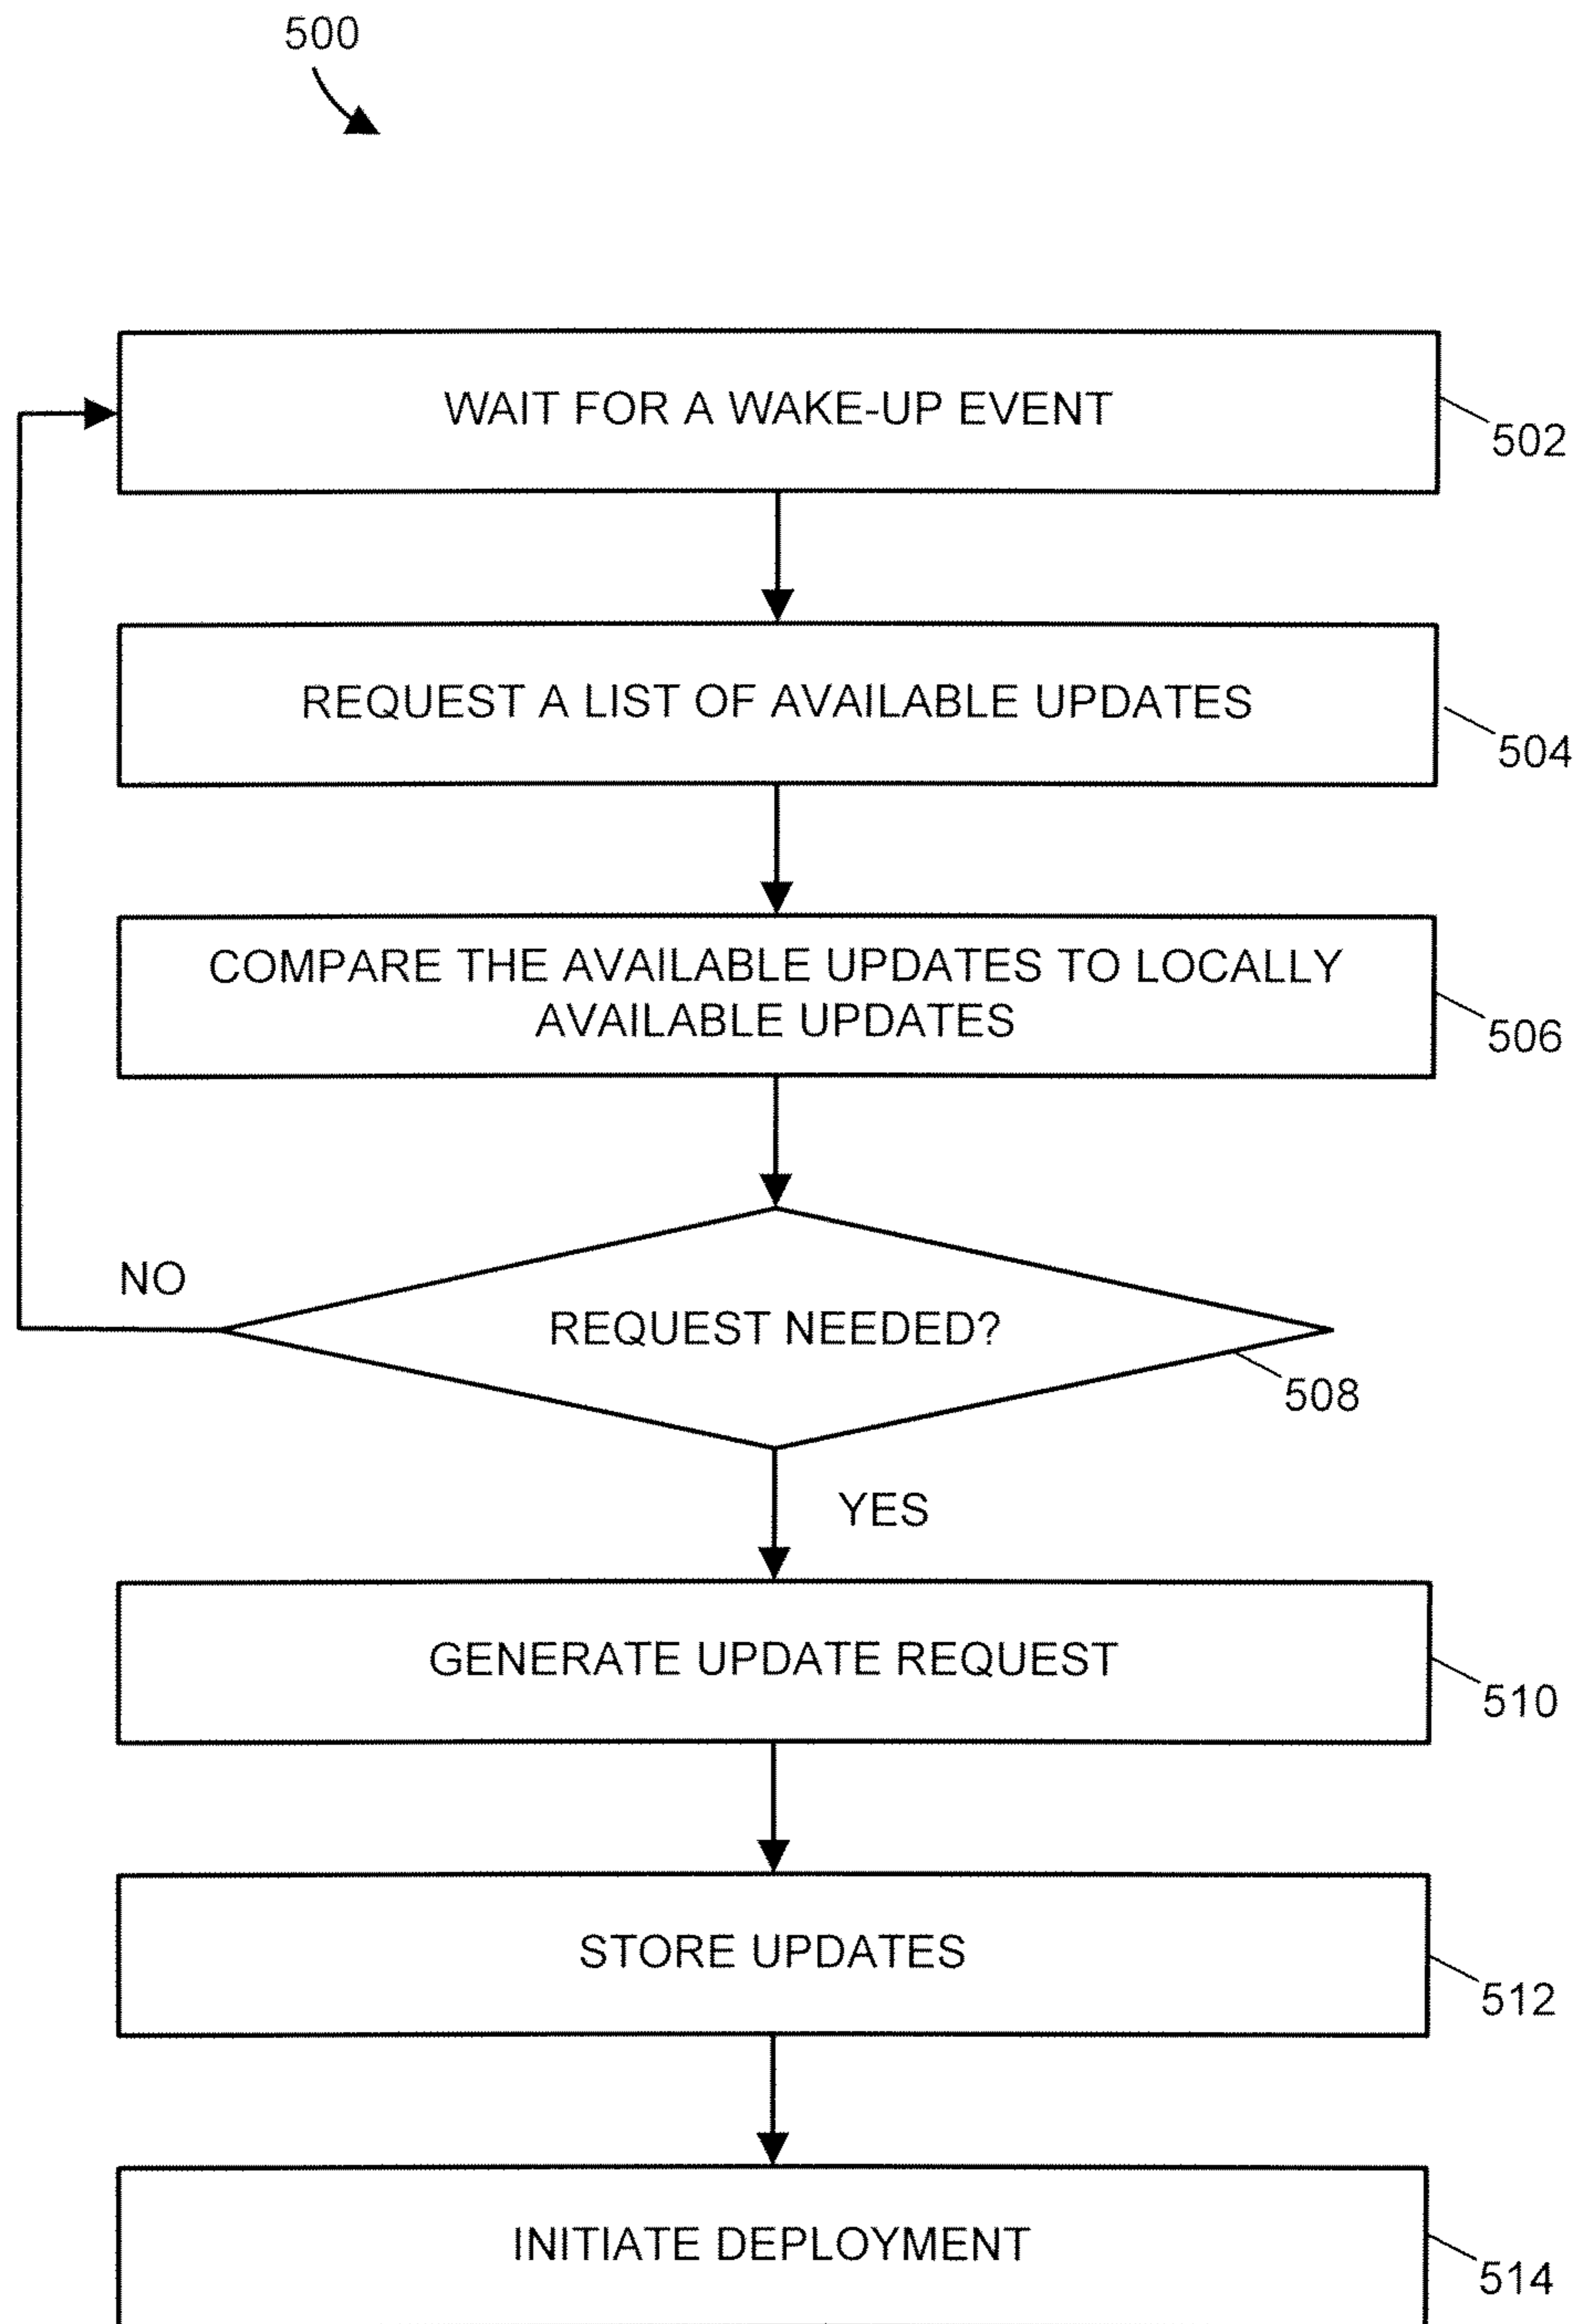 500
WAIT FOR A WAKE-UP EVENT
502
REQUEST A LIST OF AVAILABLE UPDATES
504
COMPARE THE AVAILABLE UPDATES TO LOCALLY
AVAILABLE UPDATES
506
NO
REQUEST NEEDED?
508
YES
GENERATE UPDATE REQUEST
510
STORE UPDATES
512
INITIATE DEPLOYMENT
514